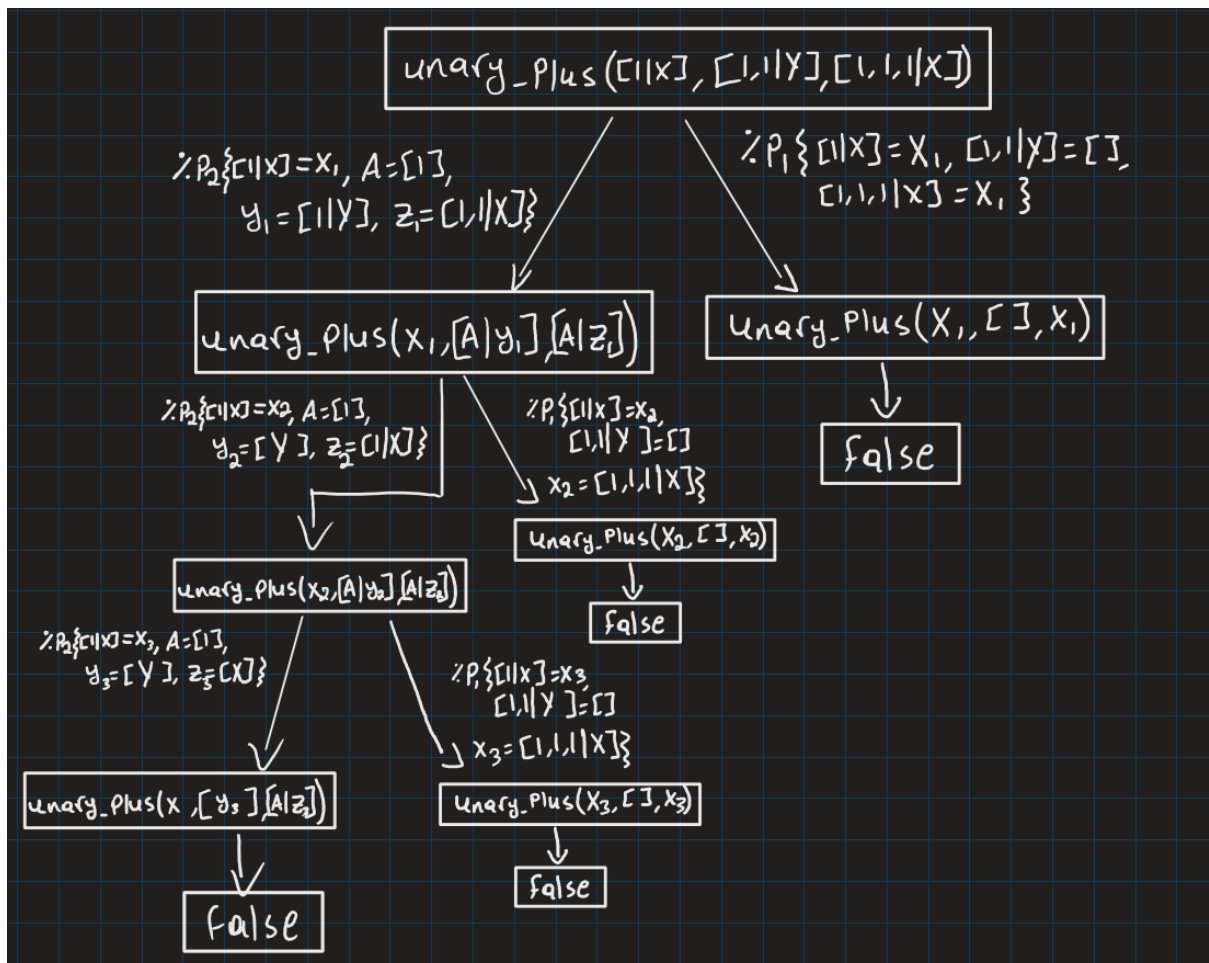 unary_Plus([1|X], [1,1|Y],[1,1,1|X])
%P₂{[1|X]=X₁, A=[1],
y₁=[1|Y], z₁=[1,1|X]}
%P₁{[1|X]=X₁, [1,1|Y]=[],
[1,1,1|X]=X₁}
unary_Plus(X₁,[A|y₁],[A|z₁])
unary_Plus(X₁,[],X₁)
%P₂{[1|X]=X₂, A=[1],
y₂=[Y], z₂=[1|X]}
%P₁{[1|X]=X₂,
[1,1|Y]=[]
X₂=[1,1,1|X]}
false
unary_Plus(X₂,[],X₂)
unary_Plus(X₂,[A|y₂],[A|z₂])
false
%P₂{[1|X]=X₃, A=[1],
y₃=[Y], z₃=[X]}
%P₁{[1|X]=X₃,
[1,1|Y]=[]
X₃=[1,1,1|X]}
unary_Plus(X,[y₃],[A|z₃])
unary_Plus(X₃,[],X₃)
false
false